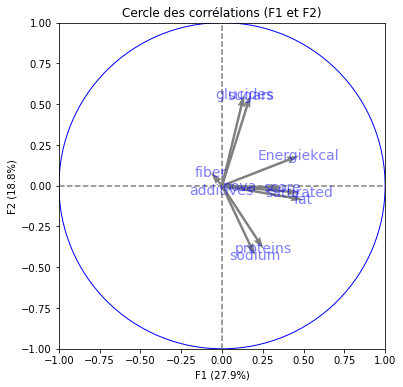 Cercle des corrélations (F1 et F2)
1.00
0.75
0.50
0.25
0.00
−0.25
−0.50
−0.75
−1.00
F2 (18.8%)
glucides
sugars
Energiekcal
fiber
nova
score
additives
saturated
fat
proteins
sodium
−1.00 −0.75 −0.50 −0.25 0.00 0.25 0.50 0.75 1.00
F1 (27.9%)